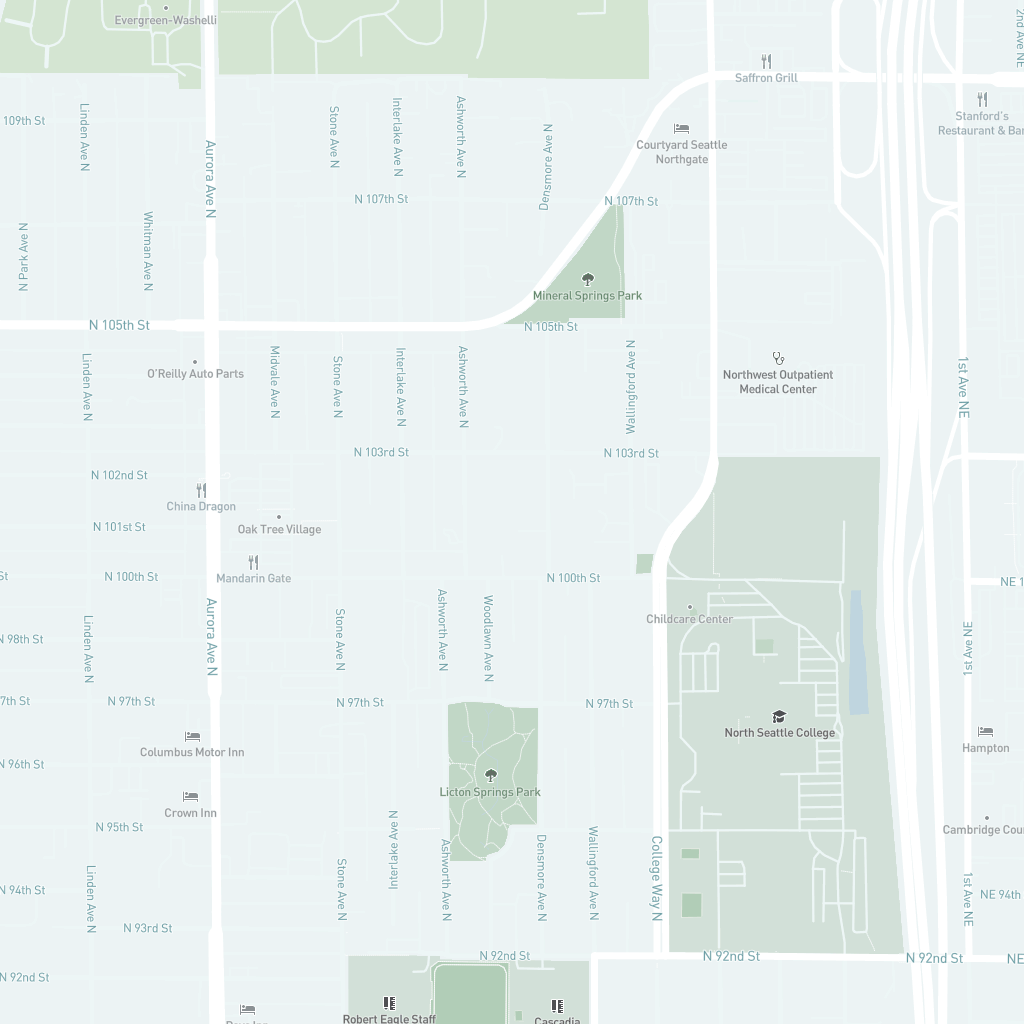 Evergreen-Washelli
2nd Ave NE
Saffron Grill
Stanford's
Restaurant & Bar
109th St
Linden Ave N
Stone Ave N
Interlake Ave N
Ashworth Ave N
Densmore Ave N
Courtyard Seattle
Northgate
Aurora Ave N
N 107th St
N 107th St
N Park Ave N
Whitman Ave N
Mineral Springs Park
N 105th St
N 105th St
O'Reilly Auto Parts
Linden Ave N
Midvale Ave N
Stone Ave N
Interlake Ave N
Ashworth Ave N
Wallingford Ave N
Northwest Outpatient
Medical Center
1st Ave NE
N 103rd St
N 103rd St
N 102nd St
China Dragon
N 101st St
Oak Tree Village
Mandarin Gate
St
N 100th St
N 100th St
NE 1
Linden Ave N
Aurora Ave N
Stone Ave N
Ashworth Ave N
Woodlawn Ave N
Childcare Center
1st Ave NE
N 98th St
7th St
N 97th St
N 97th St
N 97th St
Columbus Motor Inn
North Seattle College
Hampton
N 96th St
Licton Springs Park
Crown Inn
N 95th St
Cambridge Cour
Linden Ave N
Stone Ave N
Interlake Ave N
Ashworth Ave N
Densmore Ave N
Wallingford Ave N
College Way N
1st Ave NE
N 94th St
NE 94th St
N 93rd St
N 92nd St
N 92nd St
N 92nd St
NE
N 92nd St
Robert Eagle Staff
Cascadia
Days Inn